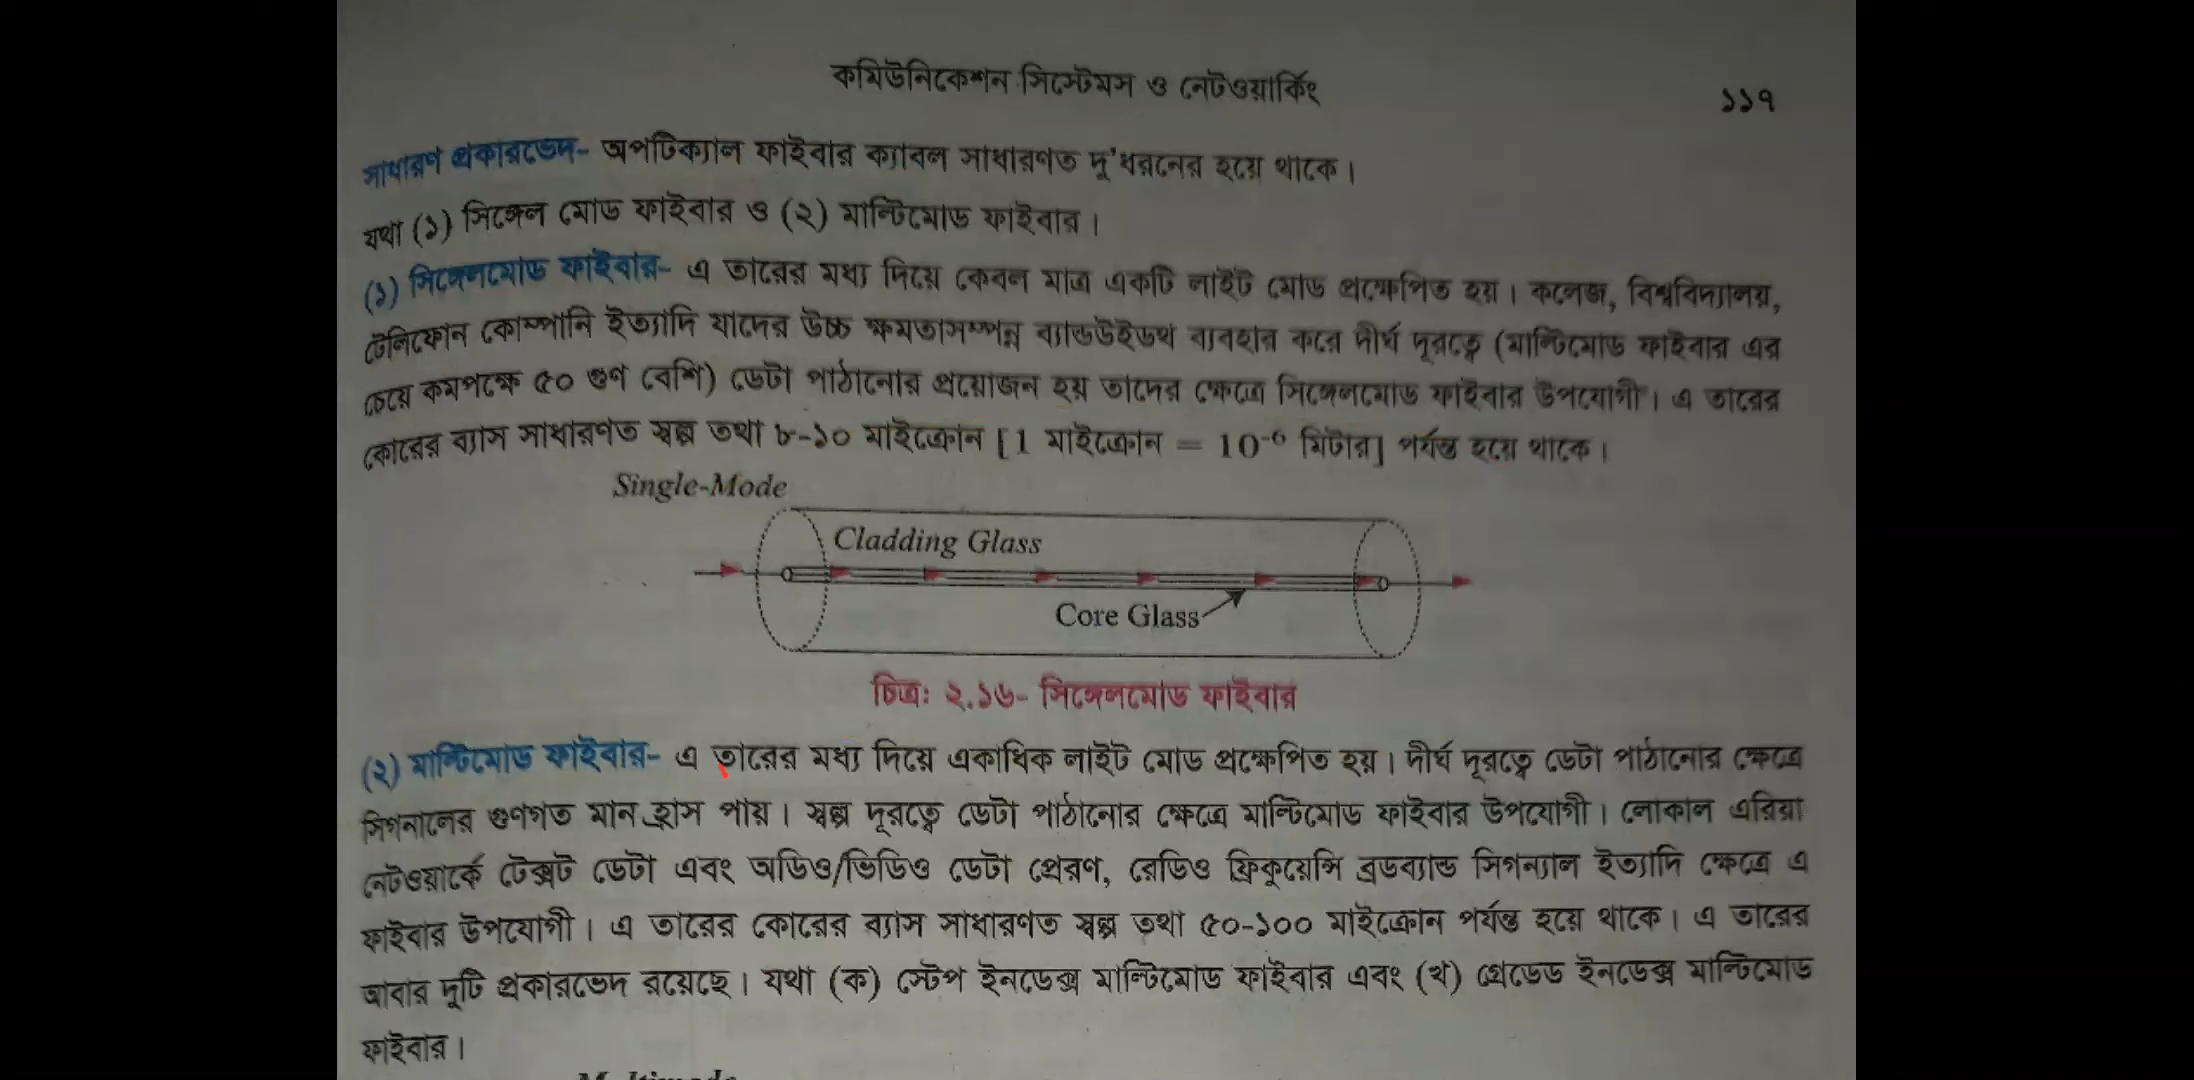 কমিউনিকেশন সিস্টেমস ও নেটওয়ার্কিং
১১৭
সাধারণ প্রকারভেদ- অপটিক্যাল ফাইবার ক্যাবল সাধারণত দু'ধরনের হয়ে থাকে।
যথা (১) সিঙ্গেল মোড ফাইবার ও (২) মাল্টিমোড ফাইবার।
(১) সিঙ্গেলমোড ফাইবার- এ তারের মধ্য দিয়ে কেবল মাত্র একটি লাইট মোড প্রক্ষেপিত হয়। কলেজ, বিশ্ববিদ্যালয়,
টেলিফোন কোম্পানি ইত্যাদি যাদের উচ্চ ক্ষমতাসম্পন্ন ব্যান্ডউইডথ ব্যবহার করে দীর্ঘ দূরত্বে (মাল্টিমোড ফাইবার এর
চেয়ে কমপক্ষে ৫০ গুণ বেশি) ডেটা পাঠানোর প্রয়োজন হয় তাদের ক্ষেত্রে সিঙ্গেলমোড ফাইবার উপযোগী। এ তারের
কোরের ব্যাস সাধারণত স্বল্প তথা ৮-১০ মাইক্রোন [1 মাইক্রোন = 10⁻⁶ মিটার] পর্যন্ত হয়ে থাকে।
Single-Mode
Cladding Glass
Core Glass
চিত্র: ২.১৬- সিঙ্গেলমোড ফাইবার
(২) মাল্টিমোড ফাইবার- এ তারের মধ্য দিয়ে একাধিক লাইট মোড প্রক্ষেপিত হয়। দীর্ঘ দূরত্বে ডেটা পাঠানোর ক্ষেত্রে
সিগনালের গুণগত মান হ্রাস পায়। স্বল্প দূরত্বে ডেটা পাঠানোর ক্ষেত্রে মাল্টিমোড ফাইবার উপযোগী। লোকাল এরিয়া
নেটওয়ার্কে টেক্সট ডেটা এবং অডিও/ভিডিও ডেটা প্রেরণ, রেডিও ফ্রিকুয়েন্সি ব্রডব্যান্ড সিগন্যাল ইত্যাদি ক্ষেত্রে এ
ফাইবার উপযোগী। এ তারের কোরের ব্যাস সাধারণত স্বল্প তথা ৫০-১০০ মাইক্রোন পর্যন্ত হয়ে থাকে। এ তারের
আবার দুটি প্রকারভেদ রয়েছে। যথা (ক) স্টেপ ইনডেক্স মাল্টিমোড ফাইবার এবং (খ) গ্রেডেড ইনডেক্স মাল্টিমোড
ফাইবার।